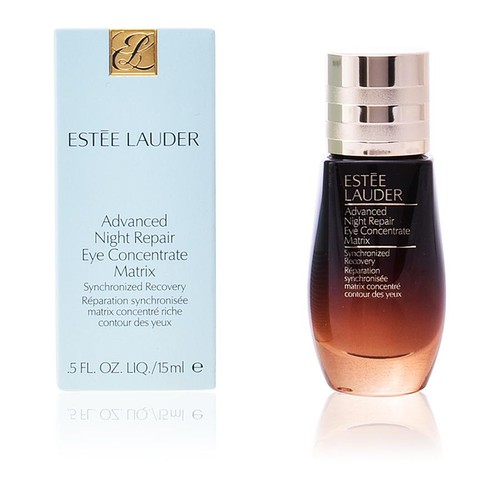 ESTĒE LAUDER
Advanced
Night Repair
Eye Concentrate
Matrix
Synchronized Recovery
Réparation synchronisée
matrix concentré riche
contour des yeux
.5 FL. OZ. LIQ./15ml ℮
ESTĒE
LAUDER
Advanced
Night Repair
Eye Concentrate
Matrix
Synchronized
Recovery
Réparation
synchronisée
matrix concentré
contour des yeux